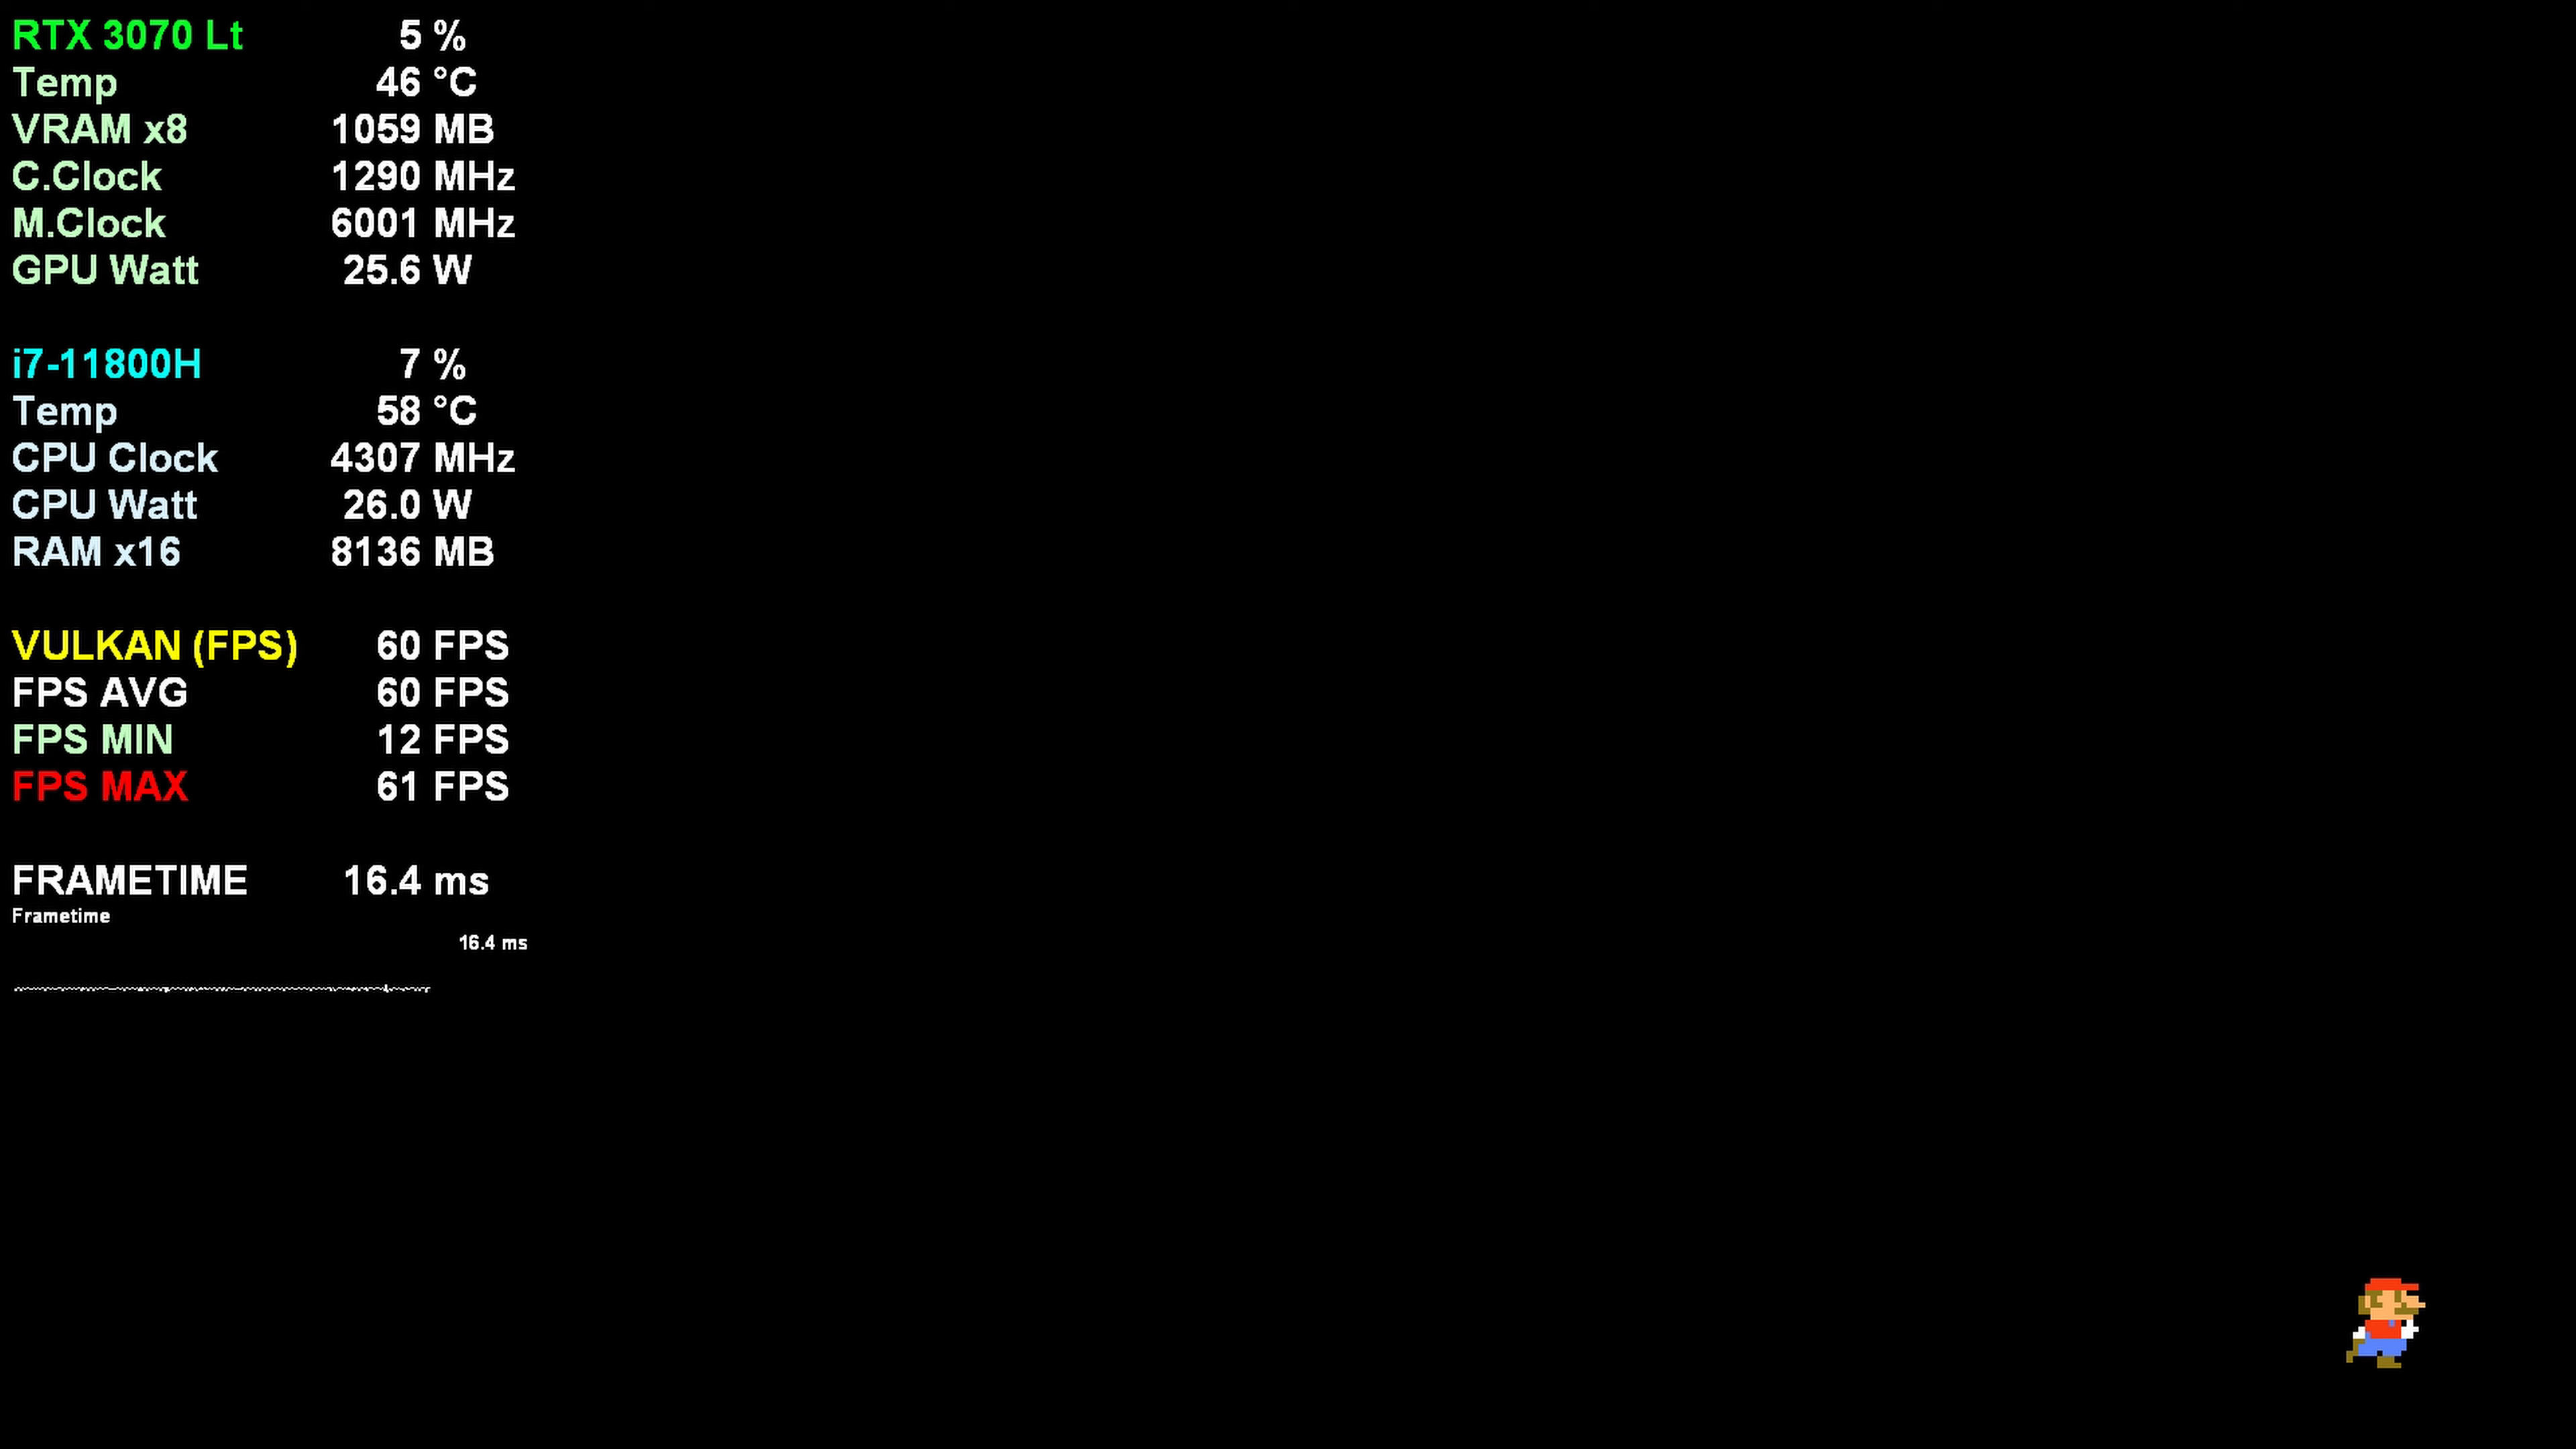 RTX 3070 Lt 5 %
Temp 46 °C
VRAM x8 1059 MB
C.Clock 1290 MHz
M.Clock 6001 MHz
GPU Watt 25.6 W
i7-11800H 7 %
Temp 58 °C
CPU Clock 4307 MHz
CPU Watt 26.0 W
RAM x16 8136 MB
VULKAN (FPS) 60 FPS
FPS AVG 60 FPS
FPS MIN 12 FPS
FPS MAX 61 FPS
FRAMETIME 16.4 ms
Frametime
16.4 ms